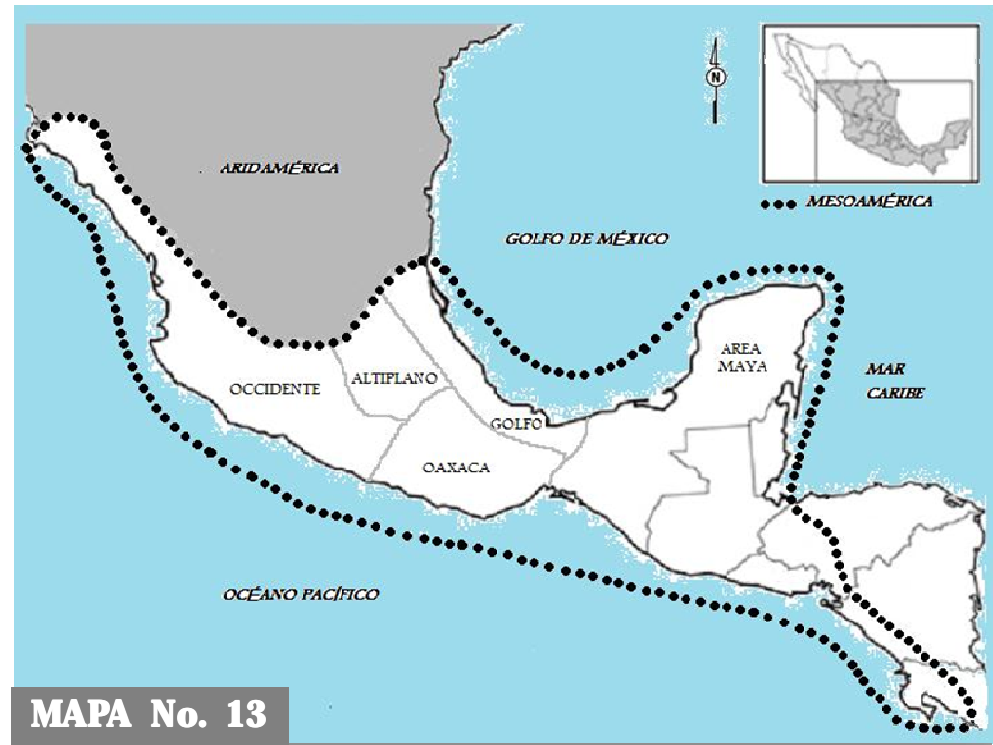 N
ARIDAMÉRICA
MESOAMÉRICA
GOLFO DE MÉXICO
AREA
MAYA
MAR
CARIBE
ALTIPLANO
OCCIDENTE
GOLFO
OAXACA
OCÉANO PACÍFICO
MAPA No. 13